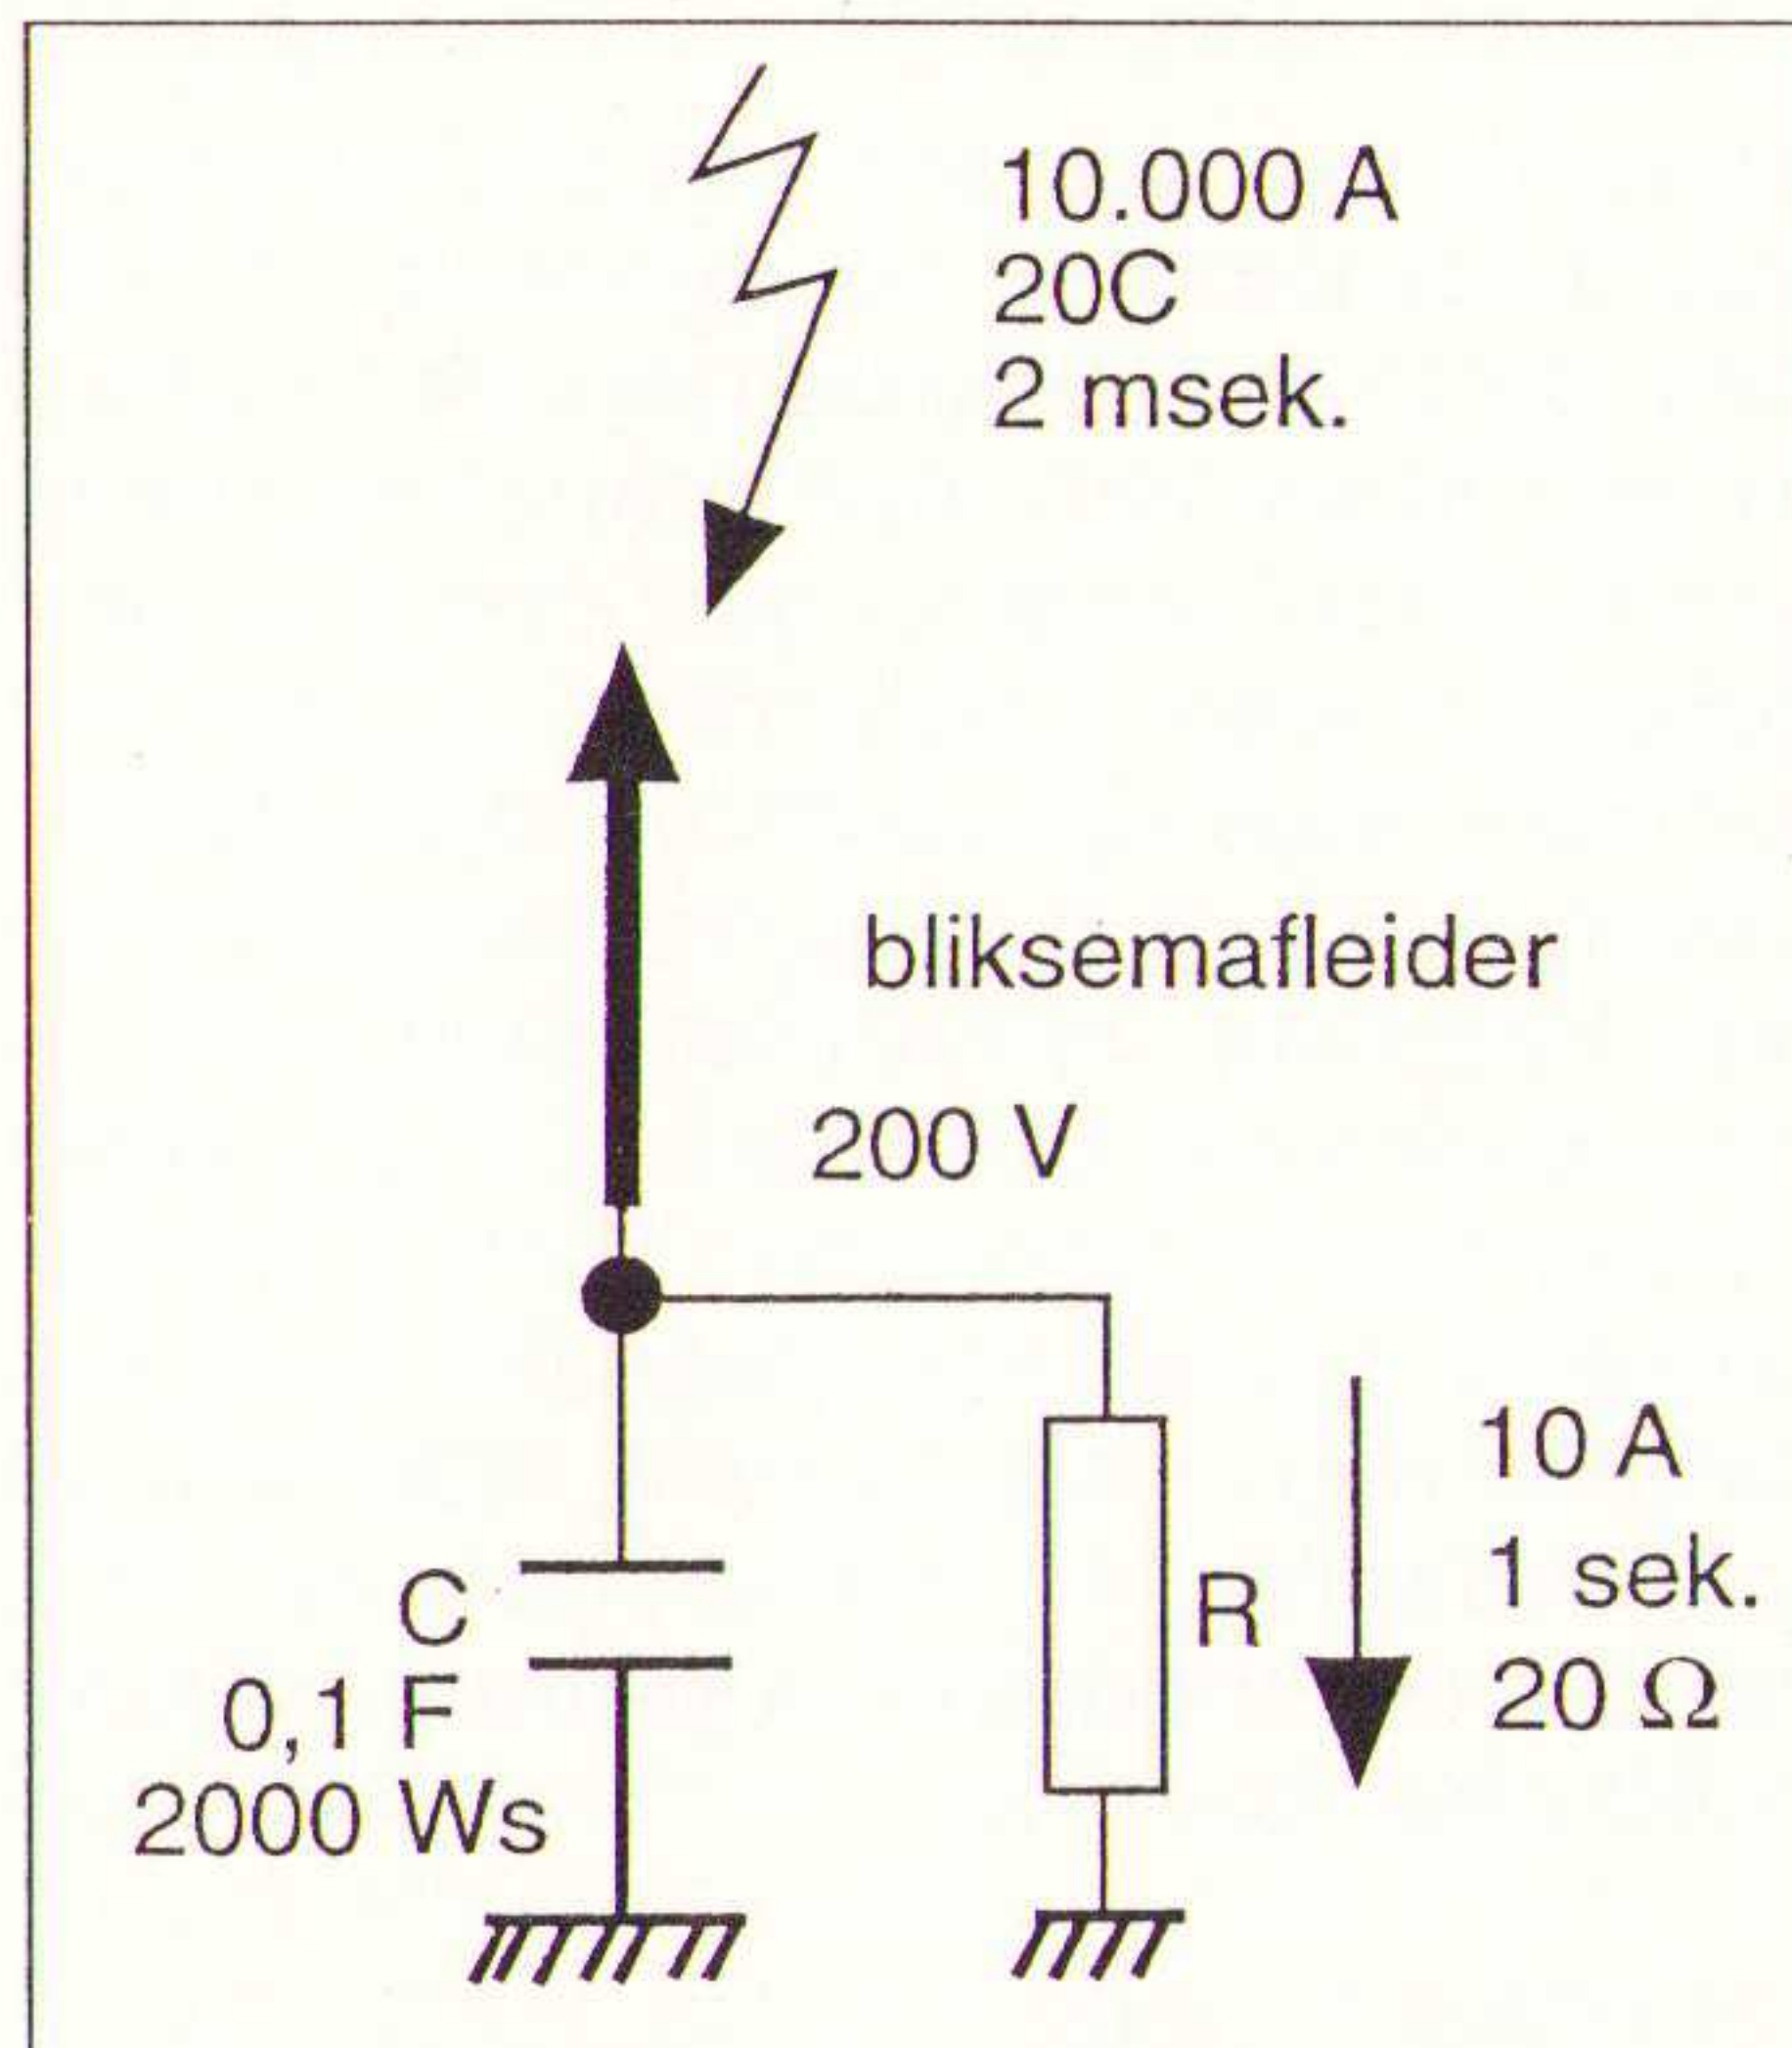 10.000 A
20C
2 msek.
bliksemafleider
200 V
10 A
1 sek.
20 Ω
R
C
0,1 F
2000 Ws